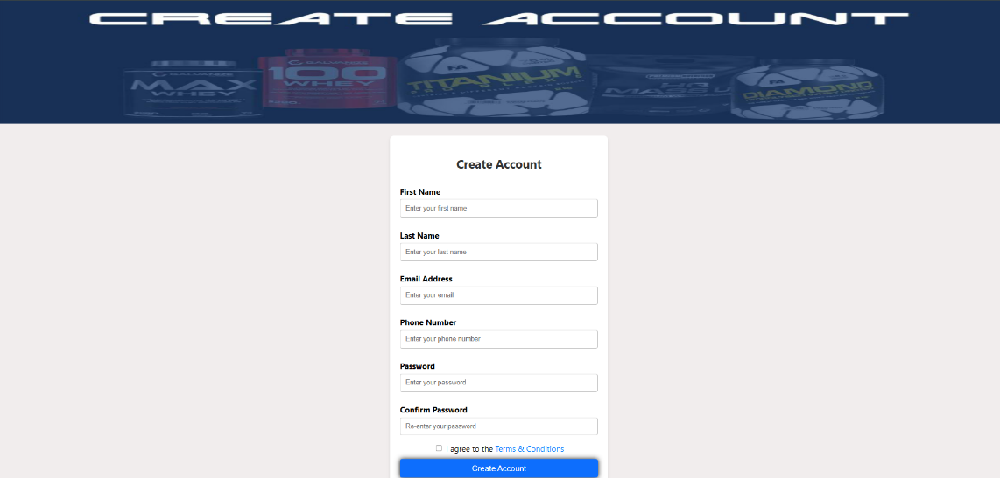 CREATE ACCOUNT
MAX
WHEY
100
WHEY
FA
TITANIUM
DIAMOND
Create Account
First Name
Enter your first name
Last Name
Enter your last name
Email Address
Enter your email
Phone Number
Enter your phone number
Password
Enter your password
Confirm Password
Re-enter your password
I agree to the Terms & Conditions
Create Account